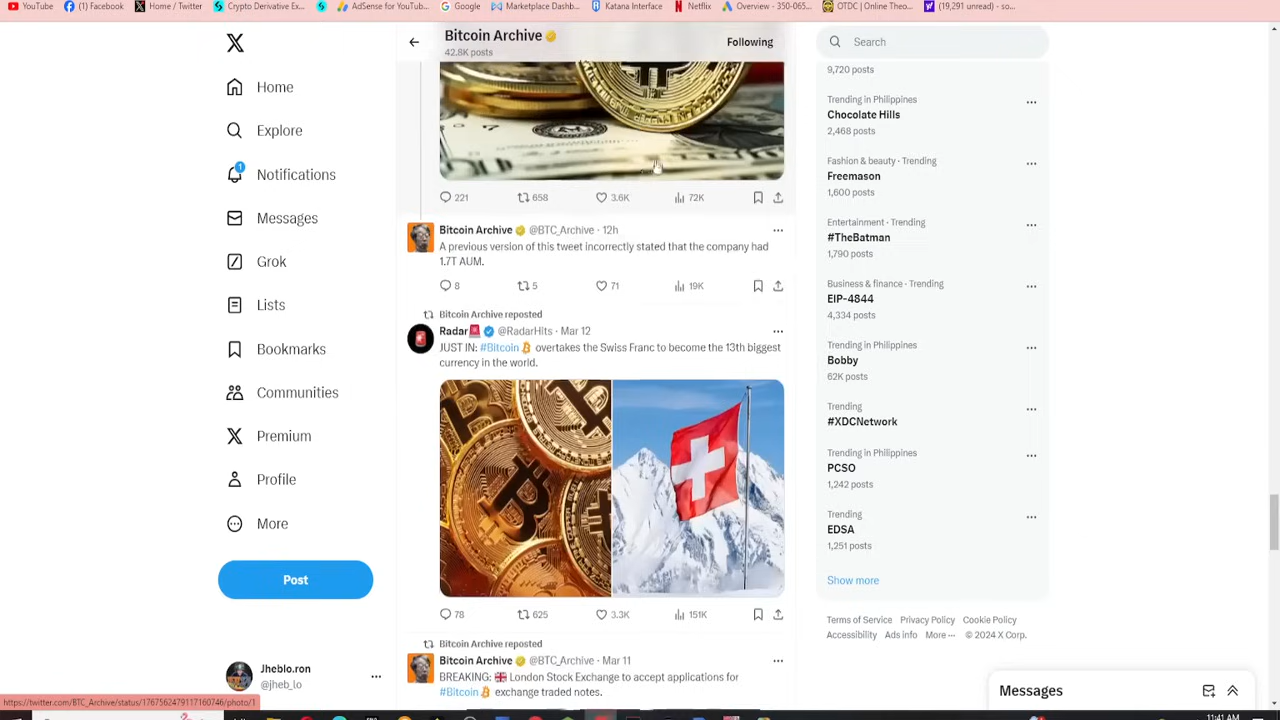 YouTube
(1) Facebook
X
Home / Twitter
Crypto Derivative Ex...
AdSense for YouTub...
Google
Marketplace Dashb...
Katana Interface
Netflix
Overview - 350-065...
OTDC | Online Theo...
(19,291 unread) - so...
Home
Explore
1
Notifications
Messages
Grok
Lists
Bookmarks
Communities
Premium
Profile
More
Post
Jheblo.ron
@jheb_lo
https://twitter.com/BTC_Archive/status/1767562479117160746/photo/1
Bitcoin Archive
42.8K posts
Following
221 658 3.6K 72K
Bitcoin Archive @BTC_Archive · 12h
A previous version of this tweet incorrectly stated that the company had
1.7T AUM.
8 5 71 19K
Bitcoin Archive reposted
Radar @RadarHits · Mar 12
JUST IN: #Bitcoin overtakes the Swiss Franc to become the 13th biggest
currency in the world.
78 625 3.3K 151K
Bitcoin Archive reposted
Bitcoin Archive @BTC_Archive · Mar 11
BREAKING: London Stock Exchange to accept applications for
#Bitcoin exchange traded notes.
Search
9,720 posts
Trending in Philippines
Chocolate Hills
2,468 posts
Fashion & beauty · Trending
Freemason
1,600 posts
Entertainment · Trending
#TheBatman
1,790 posts
Business & finance · Trending
EIP-4844
4,334 posts
Trending in Philippines
Bobby
62K posts
Trending
#XDCNetwork
Trending in Philippines
PCSO
1,242 posts
Trending
EDSA
1,251 posts
Show more
Terms of Service Privacy Policy Cookie Policy
Accessibility Ads info More ··· © 2024 X Corp.
Messages
11:41 AM